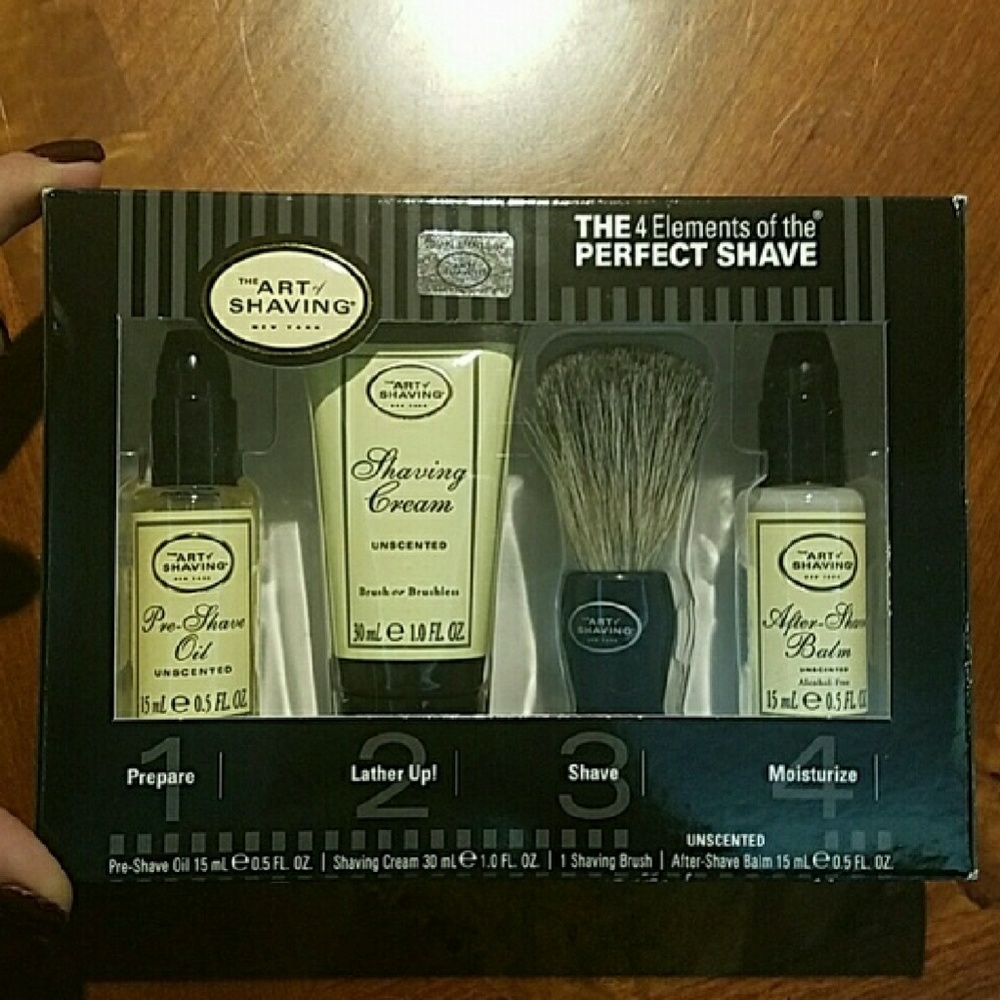 THE 4 Elements of the®
PERFECT SHAVE
THE ART of
SHAVING®
NEW YORK
THE ART of
SHAVING®
NEW YORK
Shaving
Cream
UNSCENTED
Brush or Brushless
30 mL e 1.0 FL. OZ.
THE ART of
SHAVING®
NEW YORK
Pre-Shave
Oil
UNSCENTED
15 mL e 0.5 FL. OZ.
THE ART of
SHAVING®
NEW YORK
THE ART of
SHAVING®
NEW YORK
After-Shave
Balm
UNSCENTED
Alcohol-Free
15 mL e 0.5 FL. OZ
1 2 3 4
Prepare | Lather Up! | Shave | Moisturize |
UNSCENTED
Pre-Shave Oil 15 mL e 0.5 FL. OZ. | Shaving Cream 30 mL e 1.0 FL. OZ. | 1 Shaving Brush | After-Shave Balm 15 mL e 0.5 FL. OZ.